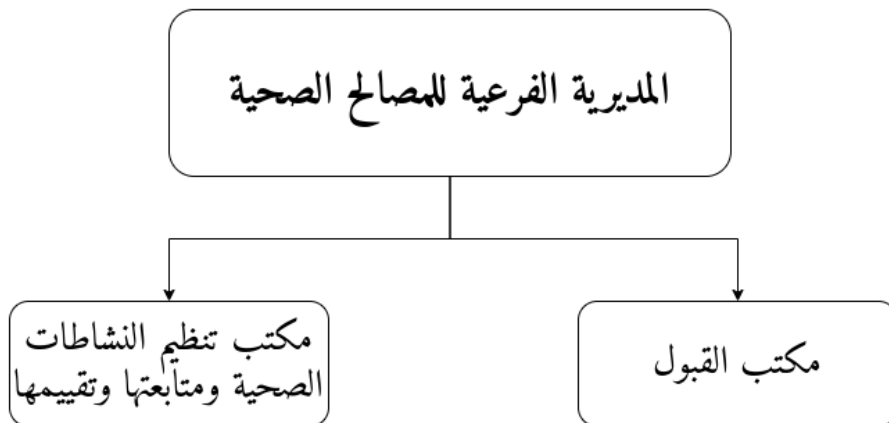 المديرية الفرعية للمصالح الصحية
مكتب القبول
مكتب تنظيم النشاطات
الصحية ومتابعتها وتقييمها